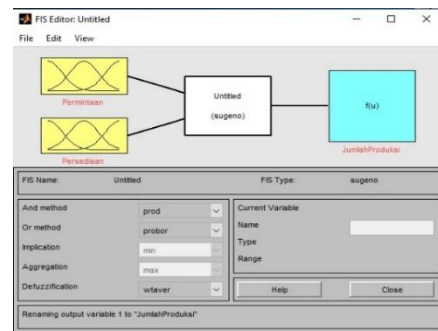 FIS Editor: Untitled
File Edit View
Permintaan
Persediaan
Untitled
(sugeno)
f(u)
JumlahProduksi
FIS Name: Untitled FIS Type: sugeno
And method prod
Or method probor
Implication min
Aggregation max
Defuzzification wtaver
Current Variable
Name
Type
Range
Help Close
Renaming output variable 1 to "JumlahProduksi"